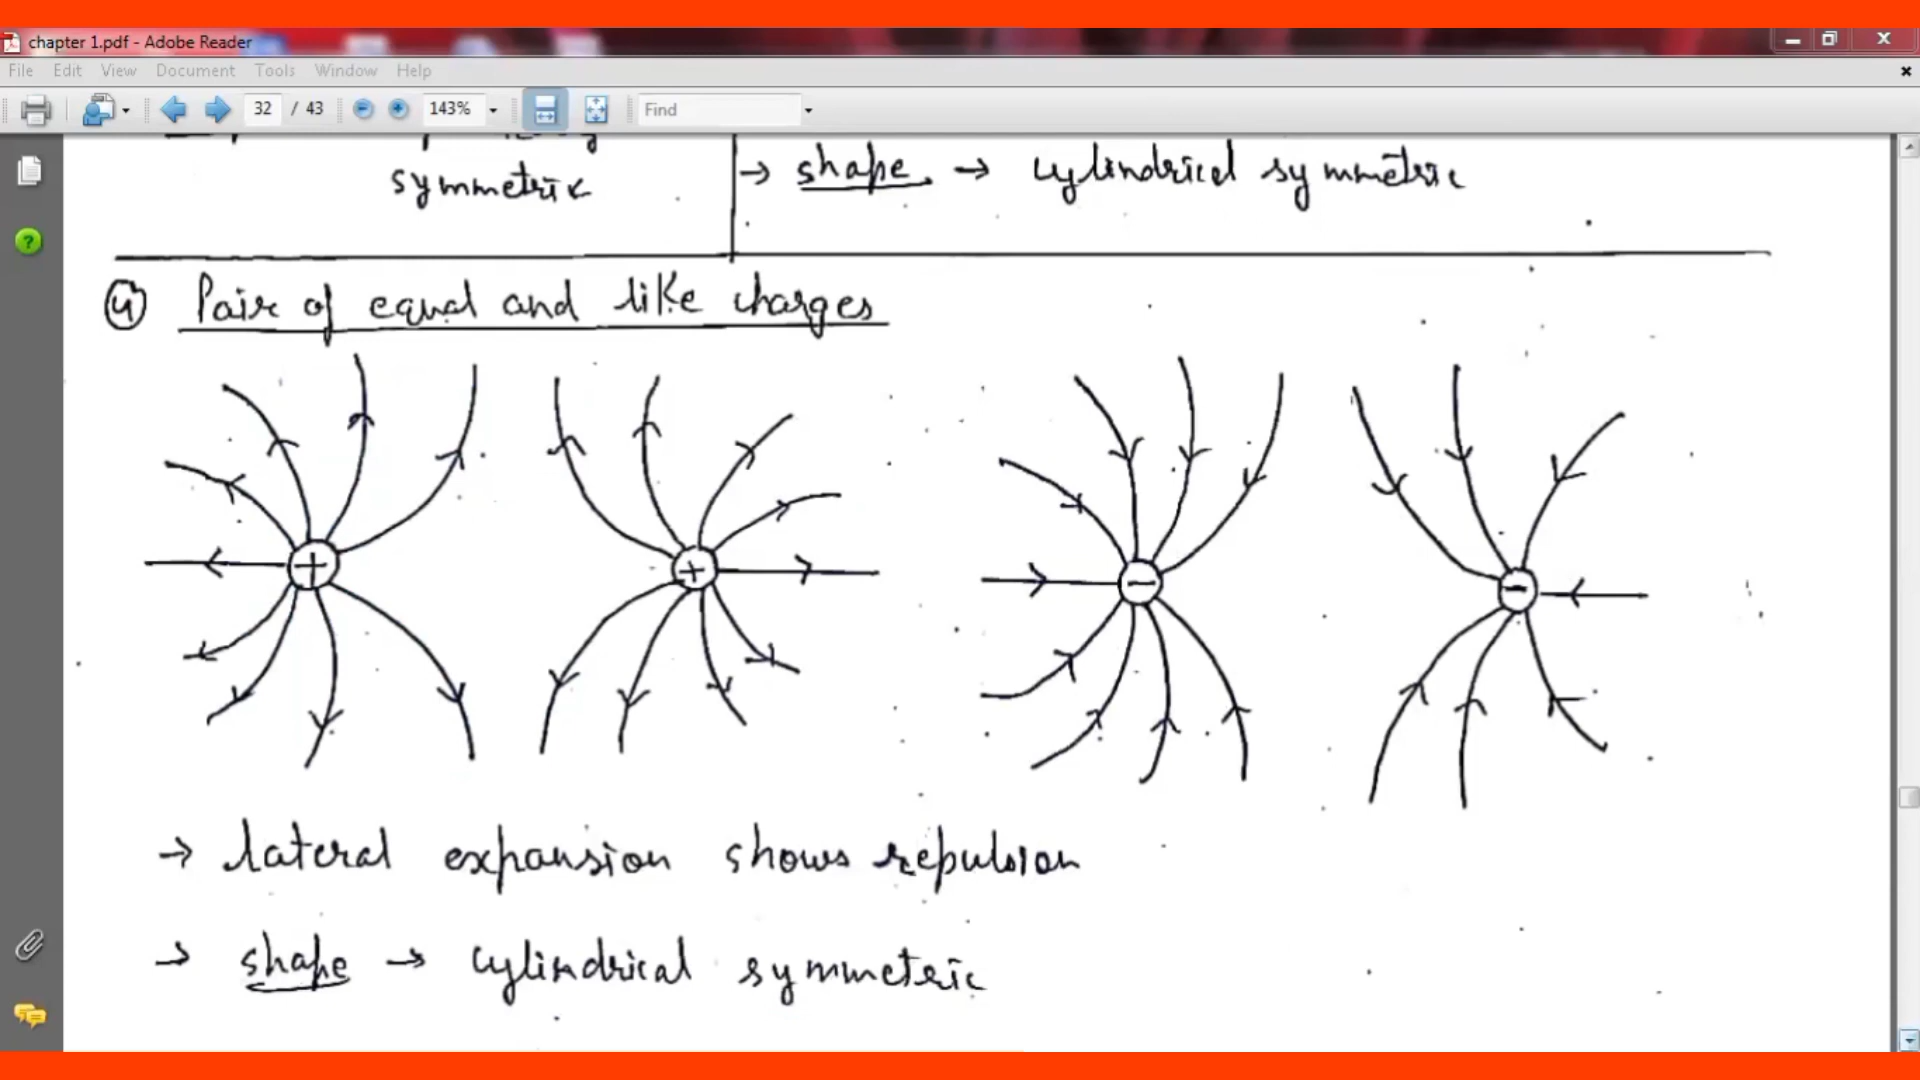 chapter 1.pdf - Adobe Reader
File Edit View Document Tools Window Help
32 / 43 143% Find
symmetric
→ shape → cylindrical symmetric
④ Pair of equal and like charges
+ + − −
→ lateral expansion shows repulsion
→ shape → cylindrical symmetric